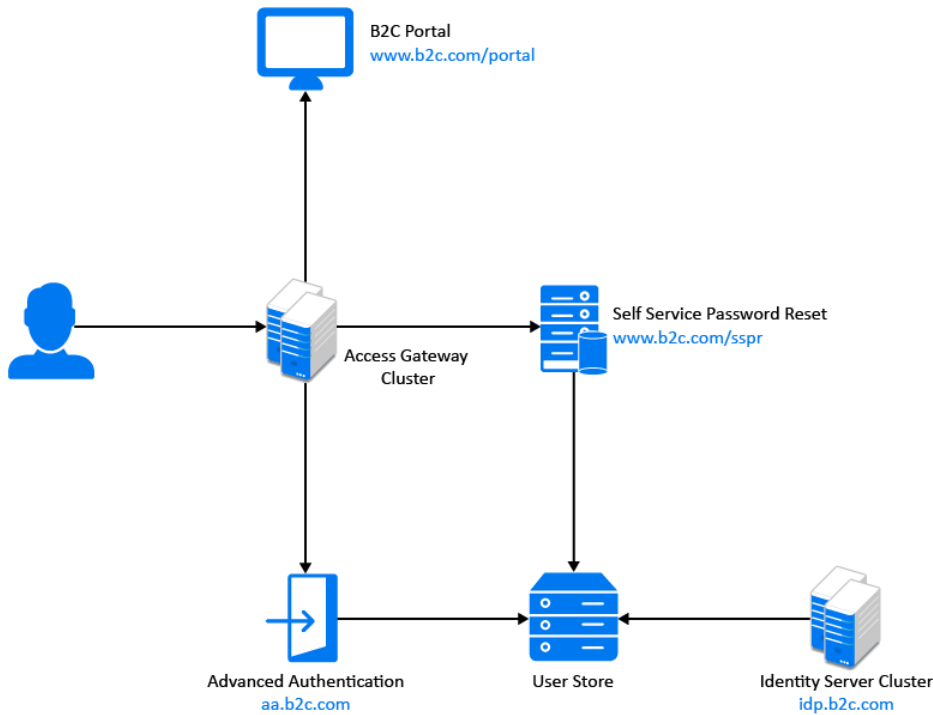 B2C Portal
www.b2c.com/portal
Self Service Password Reset
www.b2c.com/sspr
Access Gateway
Cluster
Advanced Authentication
aa.b2c.com
User Store
Identity Server Cluster
idp.b2c.com